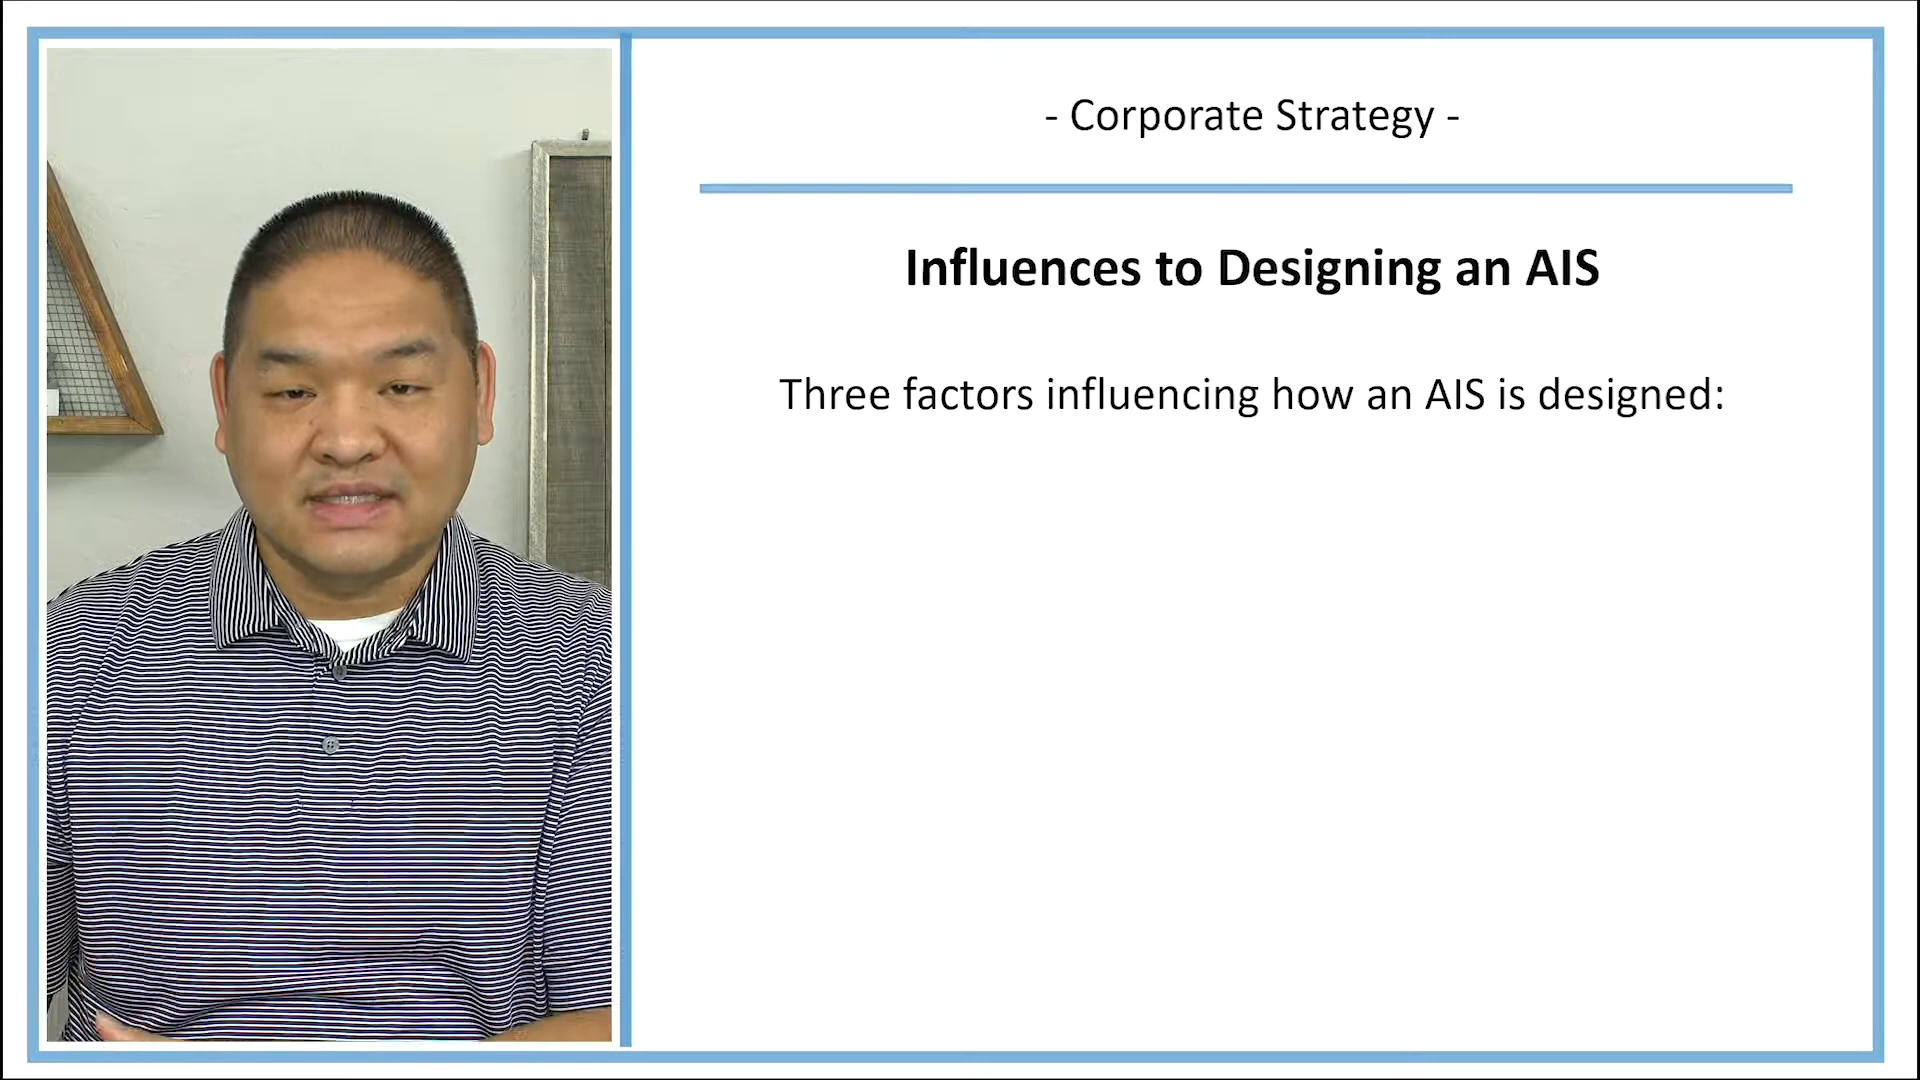 - Corporate Strategy -
Influences to Designing an AIS
Three factors influencing how an AIS is designed: